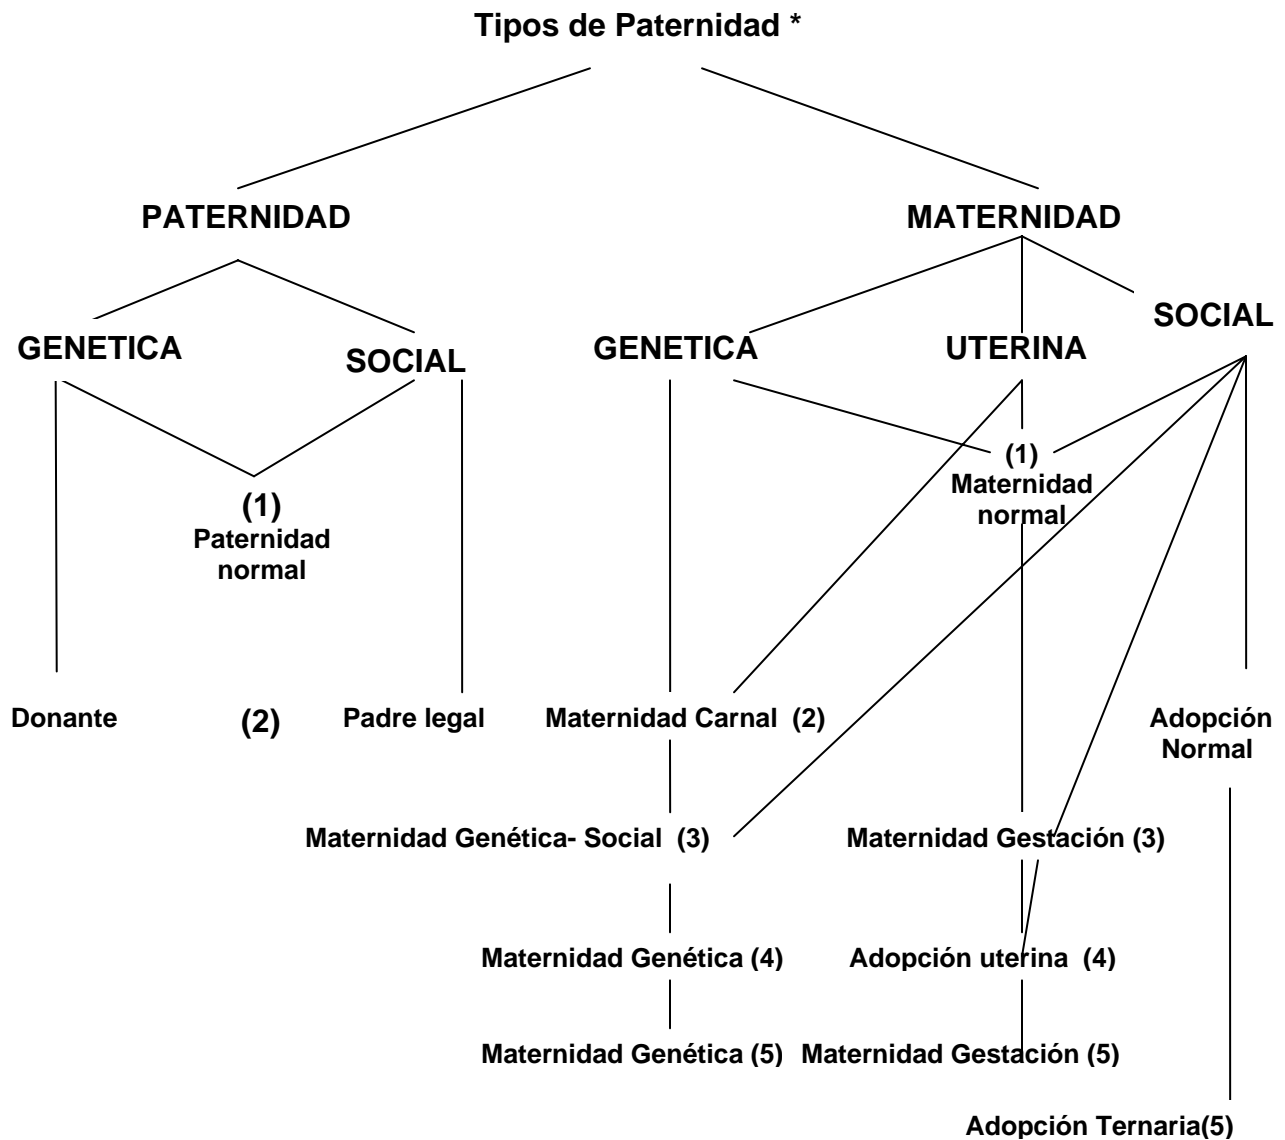 Tipos de Paternidad *
PATERNIDAD
MATERNIDAD
GENETICA
SOCIAL
GENETICA
UTERINA
SOCIAL
(1)
Paternidad
normal
(1)
Maternidad
normal
Donante
(2)
Padre legal
Maternidad Carnal (2)
Adopción
Normal
Maternidad Genética- Social (3)
Maternidad Gestación (3)
Maternidad Genética (4)
Adopción uterina (4)
Maternidad Genética (5)
Maternidad Gestación (5)
Adopción Ternaria(5)